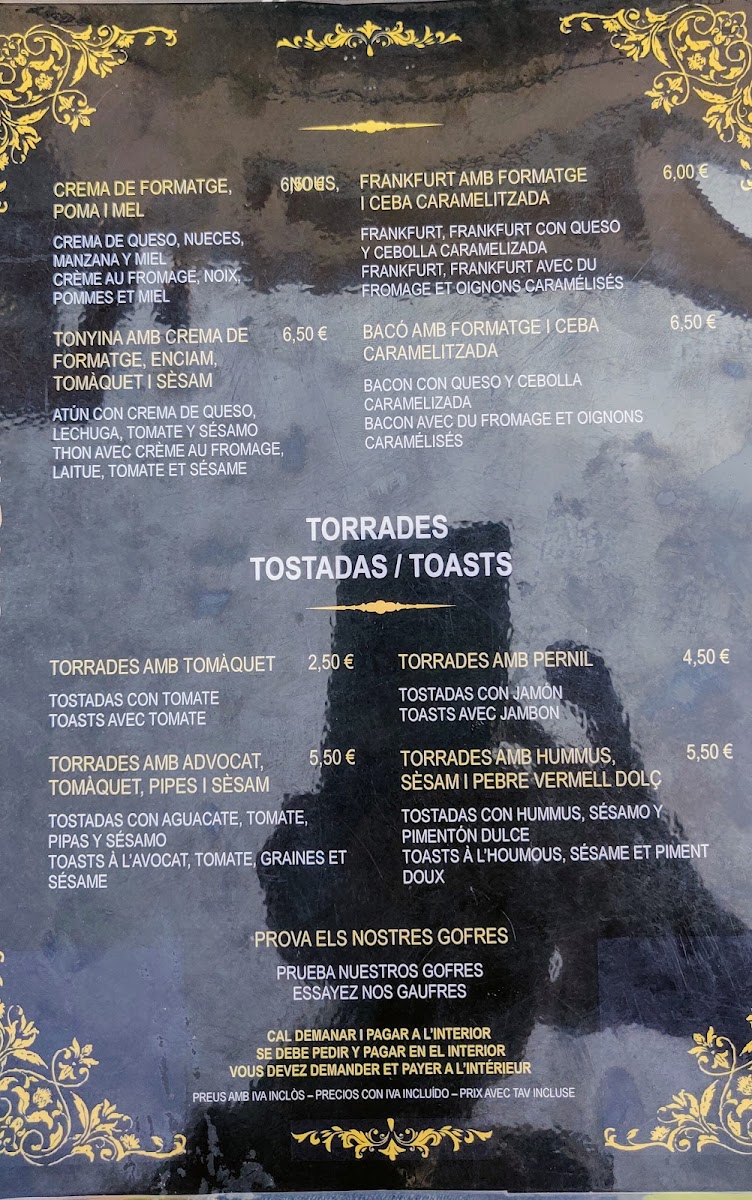 CREMA DE FORMATGE, NOUS, 6,50 €
POMA I MEL
CREMA DE QUESO, NUECES,
MANZANA Y MIEL
CRÈME AU FROMAGE, NOIX,
POMMES ET MIEL
FRANKFURT AMB FORMATGE 6,00 €
I CEBA CARAMELITZADA
FRANKFURT, FRANKFURT CON QUESO
Y CEBOLLA CARAMELIZADA
FRANKFURT, FRANKFURT AVEC DU
FROMAGE ET OIGNONS CARAMÉLISÉS
TONYINA AMB CREMA DE 6,50 €
FORMATGE, ENCIAM,
TOMÀQUET I SÈSAM
ATÚN CON CREMA DE QUESO,
LECHUGA, TOMATE Y SÉSAMO
THON AVEC CRÈME AU FROMAGE,
LAITUE, TOMATE ET SÉSAME
BACÓ AMB FORMATGE I CEBA 6,50 €
CARAMELITZADA
BACON CON QUESO Y CEBOLLA
CARAMELIZADA
BACON AVEC DU FROMAGE ET OIGNONS
CARAMÉLISÉS
TORRADES
TOSTADAS / TOASTS
TORRADES AMB TOMÀQUET 2,50 €
TOSTADAS CON TOMATE
TOASTS AVEC TOMATE
TORRADES AMB PERNIL 4,50 €
TOSTADAS CON JAMÓN
TOASTS AVEC JAMBON
TORRADES AMB ADVOCAT, 5,50 €
TOMÀQUET, PIPES I SÈSAM
TOSTADAS CON AGUACATE, TOMATE,
PIPAS Y SÉSAMO
TOASTS À L'AVOCAT, TOMATE, GRAINES ET
SÉSAME
TORRADES AMB HUMMUS, 5,50 €
SÈSAM I PEBRE VERMELL DOLÇ
TOSTADAS CON HUMMUS, SÉSAMO Y
PIMENTÓN DULCE
TOASTS À L'HOUMOUS, SÉSAME ET PIMENT
DOUX
PROVA ELS NOSTRES GOFRES
PRUEBA NUESTROS GOFRES
ESSAYEZ NOS GAUFRES
CAL DEMANAR I PAGAR A L'INTERIOR
SE DEBE PEDIR Y PAGAR EN EL INTERIOR
VOUS DEVEZ DEMANDER ET PAYER A L'INTÉRIEUR
PREUS AMB IVA INCLÒS – PRECIOS CON IVA INCLUÍDO – PRIX AVEC TAV INCLUSE